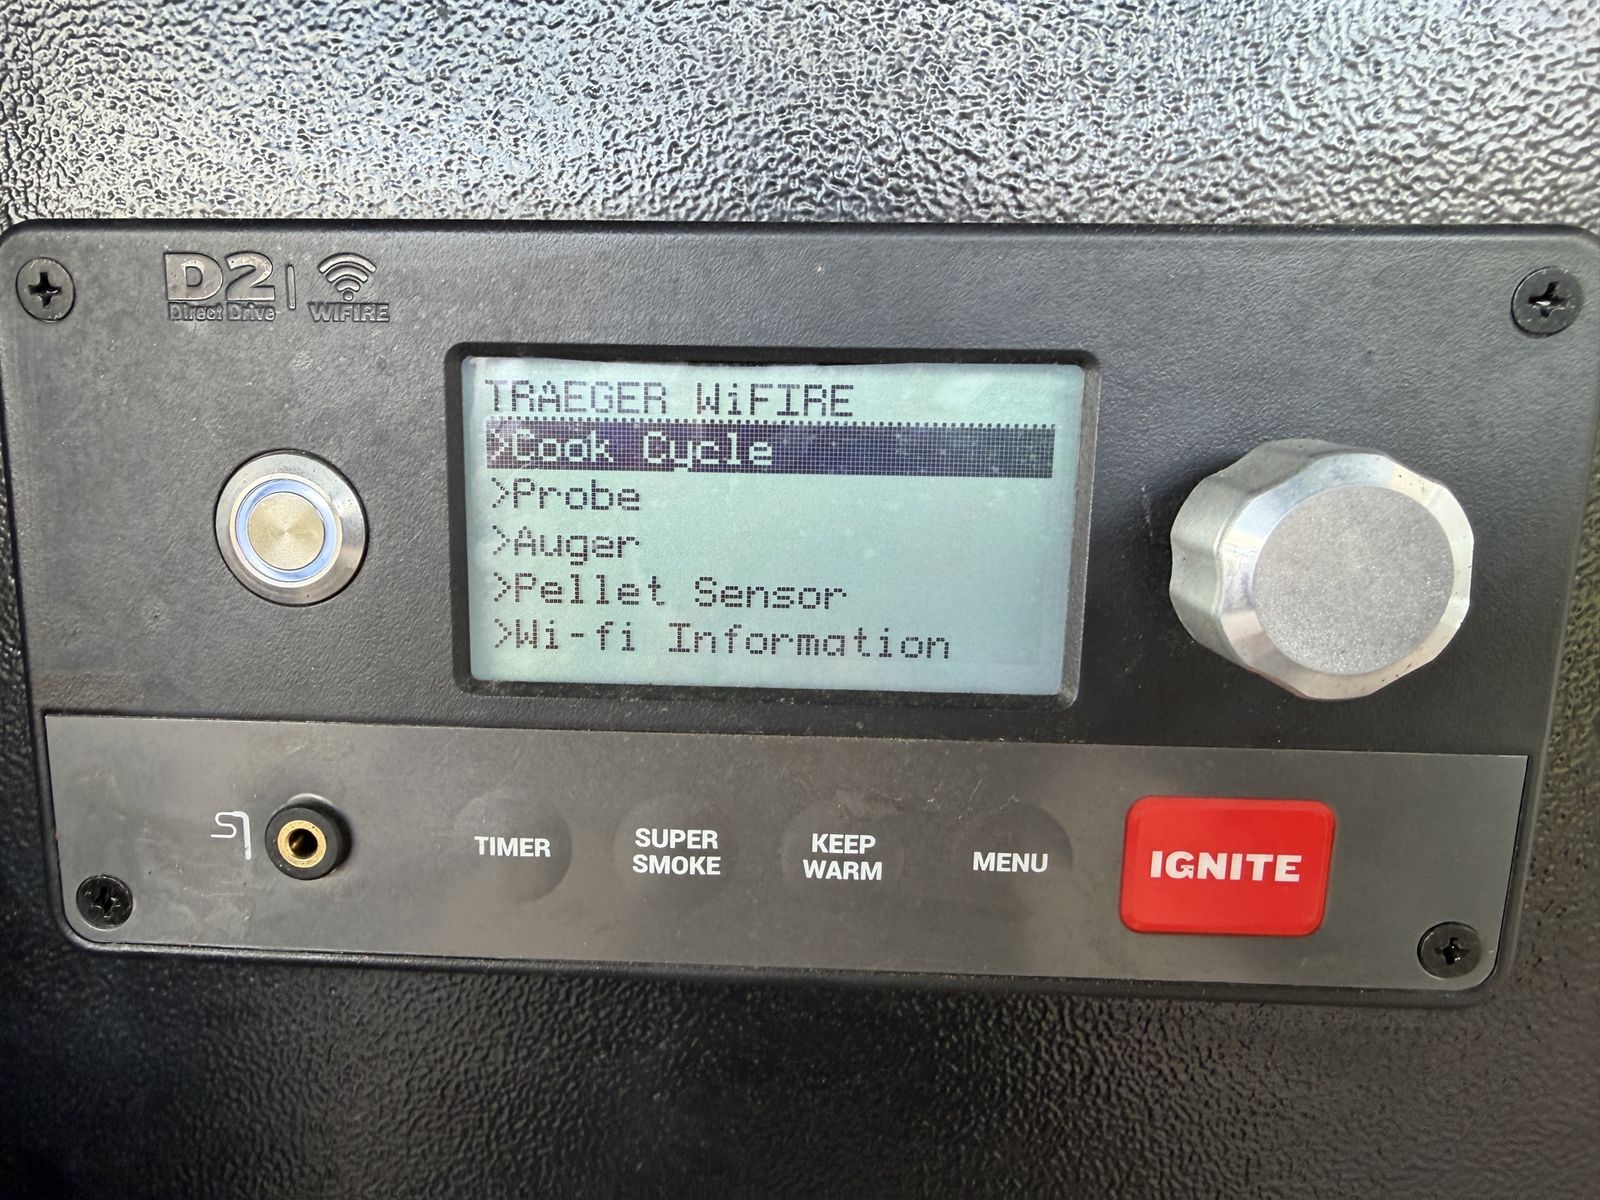 D2
Direct Drive
WiFIRE
TRAEGER WiFIRE
>Cook Cycle
>Probe
>Auger
>Pellet Sensor
>Wi-fi Information
TIMER
SUPER
SMOKE
KEEP
WARM
MENU
IGNITE